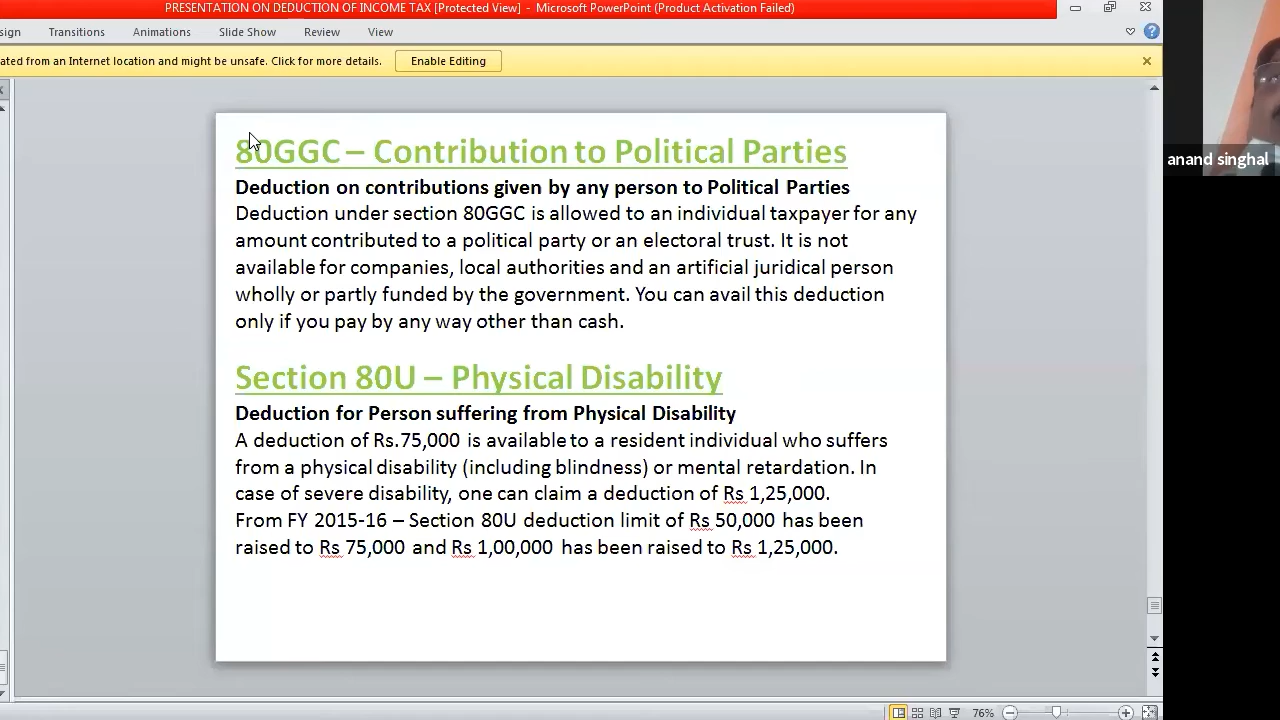 PRESENTATION ON DEDUCTION OF INCOME TAX [Protected View] - Microsoft PowerPoint (Product Activation Failed)
sign Transitions Animations Slide Show Review View
ated from an Internet location and might be unsafe. Click for more details. Enable Editing
80GGC – Contribution to Political Parties
Deduction on contributions given by any person to Political Parties
Deduction under section 80GGC is allowed to an individual taxpayer for any
amount contributed to a political party or an electoral trust. It is not
available for companies, local authorities and an artificial juridical person
wholly or partly funded by the government. You can avail this deduction
only if you pay by any way other than cash.
Section 80U – Physical Disability
Deduction for Person suffering from Physical Disability
A deduction of Rs.75,000 is available to a resident individual who suffers
from a physical disability (including blindness) or mental retardation. In
case of severe disability, one can claim a deduction of Rs 1,25,000.
From FY 2015-16 – Section 80U deduction limit of Rs 50,000 has been
raised to Rs 75,000 and Rs 1,00,000 has been raised to Rs 1,25,000.
anand singhal
76%